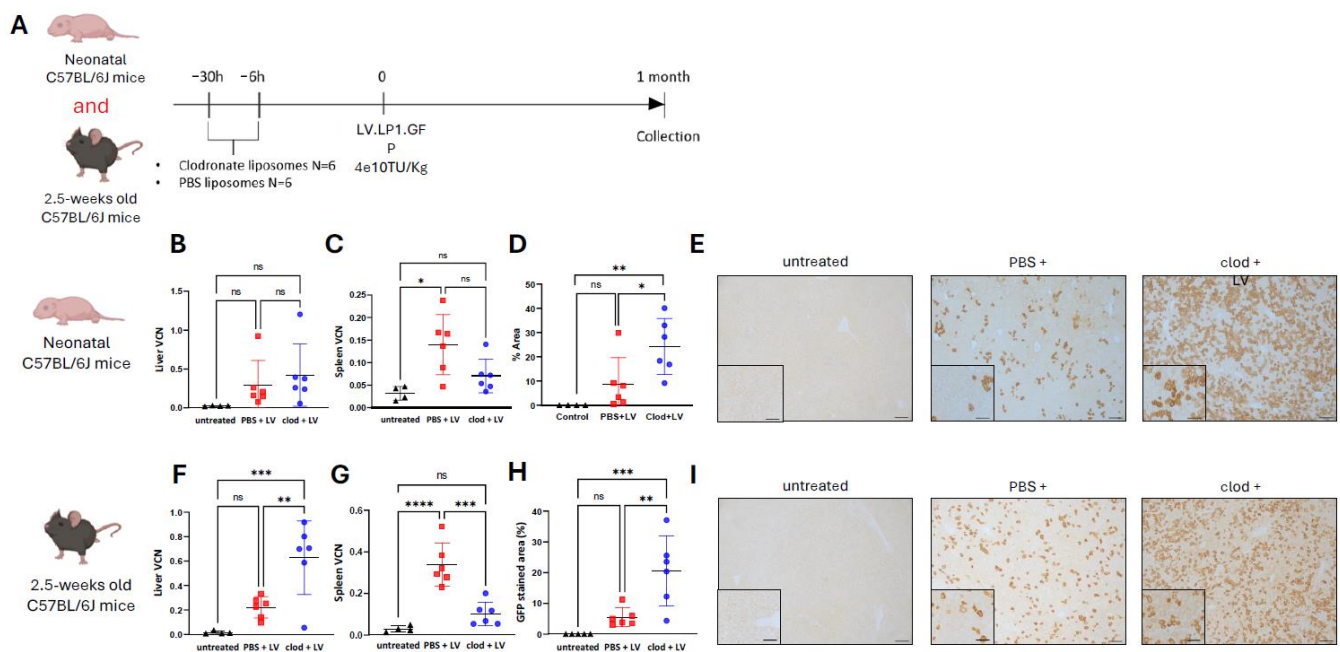 A
Neonatal
C57BL/6J mice
and
2.5-weeks old
C57BL/6J mice
−30h
−6h
0
1 month
LV.LP1.GF
P
4e10TU/Kg
Collection
• Clodronate liposomes N=6
• PBS liposomes N=6
Neonatal
C57BL/6J mice
B
ns
ns
ns
Liver VCN
1.5
1.0
0.5
0.0
untreated PBS + LV clod + LV
C
ns
*
ns
Spleen VCN
0.25
0.20
0.15
0.10
0.05
0.00
untreated PBS + LV clod + LV
D
**
ns
*
% Area
50
40
30
20
10
0
Control PBS+LV Clod+LV
E
untreated
PBS +
clod +
LV
2.5-weeks old
C57BL/6J mice
F
***
ns
**
Liver VCN
1.0
0.8
0.6
0.4
0.2
0.0
untreated PBS + LV clod + LV
G
ns
****
***
Spleen VCN
0.6
0.4
0.2
0.0
untreated PBS + LV clod + LV
H
***
ns
**
GFP stained area (%)
40
30
20
10
0
untreated PBS + LV clod + LV
I
untreated
PBS +
clod +